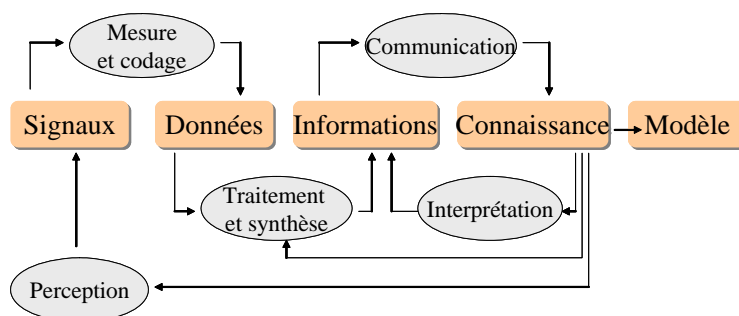 Mesure
et codage
Communication
Signaux
Données
Informations
Connaissance
Modèle
Traitement
et synthèse
Interprétation
Perception